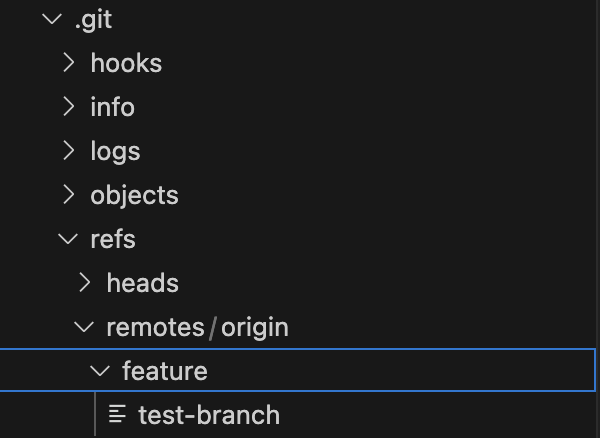 .git
hooks
info
logs
objects
refs
heads
remotes/origin
feature
test-branch